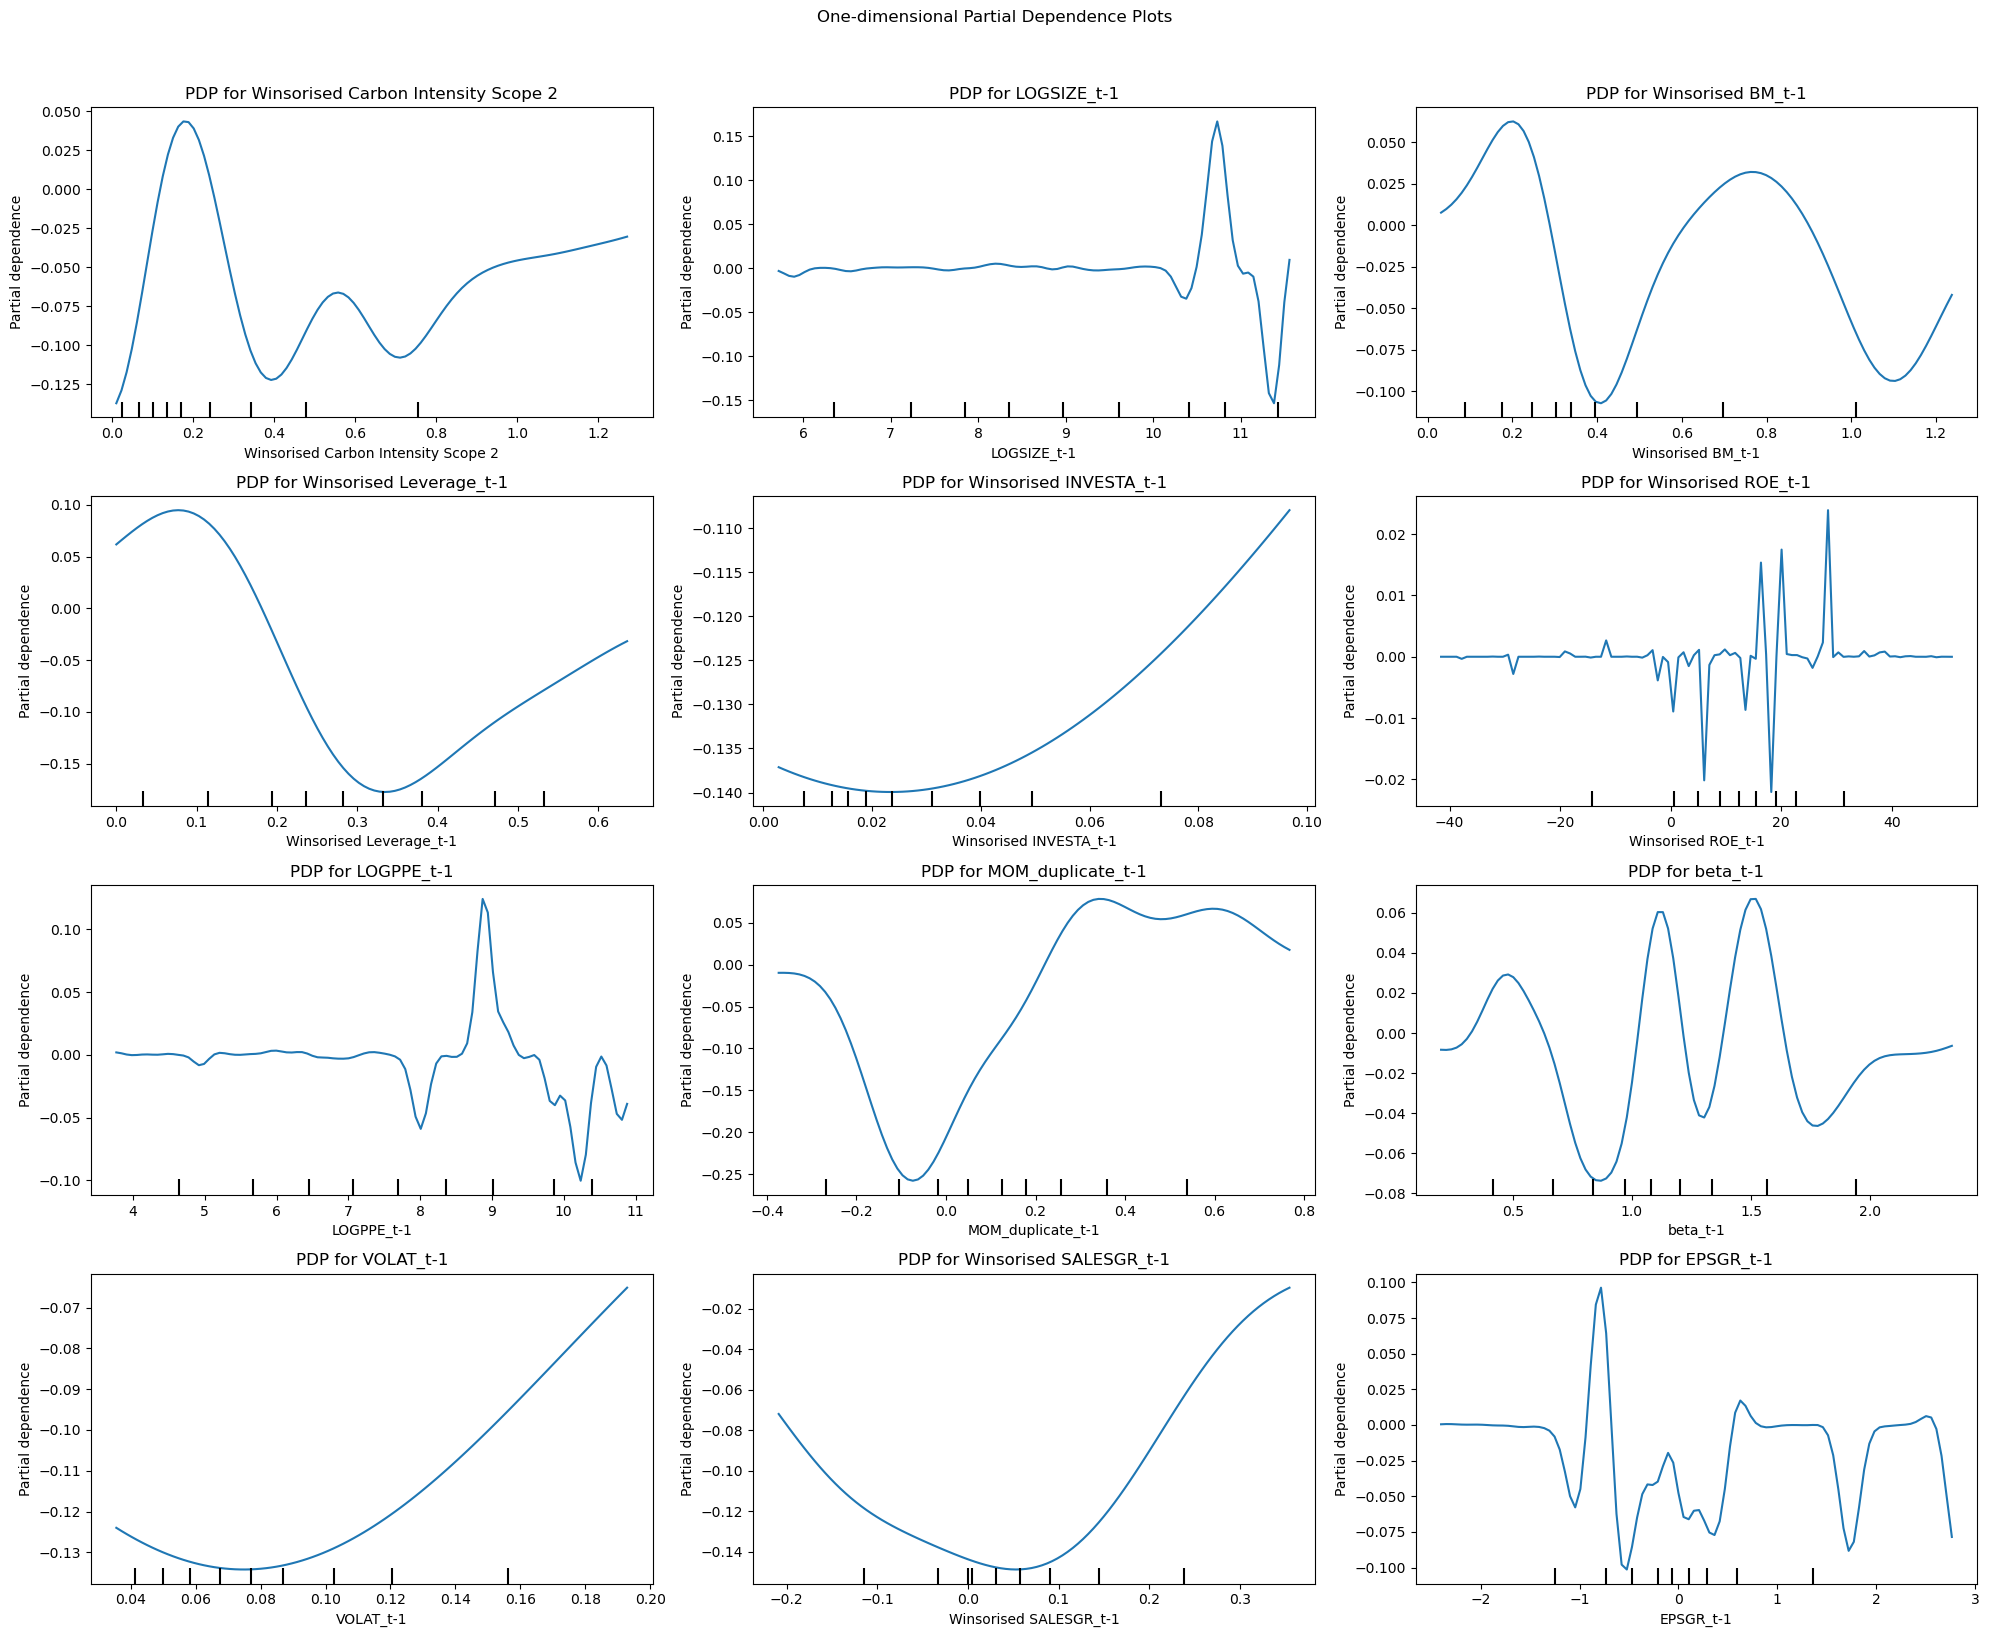 One-dimensional Partial Dependence Plots
PDP for Winsorised Carbon Intensity Scope 2
Partial dependence
0.050
0.025
0.000
−0.025
−0.050
−0.075
−0.100
−0.125
0.0 0.2 0.4 0.6 0.8 1.0 1.2
Winsorised Carbon Intensity Scope 2
PDP for LOGSIZE_t-1
Partial dependence
0.15
0.10
0.05
0.00
−0.05
−0.10
−0.15
6 7 8 9 10 11
LOGSIZE_t-1
PDP for Winsorised BM_t-1
Partial dependence
0.050
0.025
0.000
−0.025
−0.050
−0.075
−0.100
0.0 0.2 0.4 0.6 0.8 1.0 1.2
Winsorised BM_t-1
PDP for Winsorised Leverage_t-1
Partial dependence
0.10
0.05
0.00
−0.05
−0.10
−0.15
0.0 0.1 0.2 0.3 0.4 0.5 0.6
Winsorised Leverage_t-1
PDP for Winsorised INVESTA_t-1
Partial dependence
−0.110
−0.115
−0.120
−0.125
−0.130
−0.135
−0.140
0.00 0.02 0.04 0.06 0.08 0.10
Winsorised INVESTA_t-1
PDP for Winsorised ROE_t-1
Partial dependence
0.02
0.01
0.00
−0.01
−0.02
−40 −20 0 20 40
Winsorised ROE_t-1
PDP for LOGPPE_t-1
Partial dependence
0.10
0.05
0.00
−0.05
−0.10
4 5 6 7 8 9 10 11
LOGPPE_t-1
PDP for MOM_duplicate_t-1
Partial dependence
0.05
0.00
−0.05
−0.10
−0.15
−0.20
−0.25
−0.4 −0.2 0.0 0.2 0.4 0.6 0.8
MOM_duplicate_t-1
PDP for beta_t-1
Partial dependence
0.06
0.04
0.02
0.00
−0.02
−0.04
−0.06
−0.08
0.5 1.0 1.5 2.0
beta_t-1
PDP for VOLAT_t-1
Partial dependence
−0.07
−0.08
−0.09
−0.10
−0.11
−0.12
−0.13
0.04 0.06 0.08 0.10 0.12 0.14 0.16 0.18 0.20
VOLAT_t-1
PDP for Winsorised SALESGR_t-1
Partial dependence
−0.02
−0.04
−0.06
−0.08
−0.10
−0.12
−0.14
−0.2 −0.1 0.0 0.1 0.2 0.3
Winsorised SALESGR_t-1
PDP for EPSGR_t-1
Partial dependence
0.100
0.075
0.050
0.025
0.000
−0.025
−0.050
−0.075
−0.100
−2 −1 0 1 2 3
EPSGR_t-1